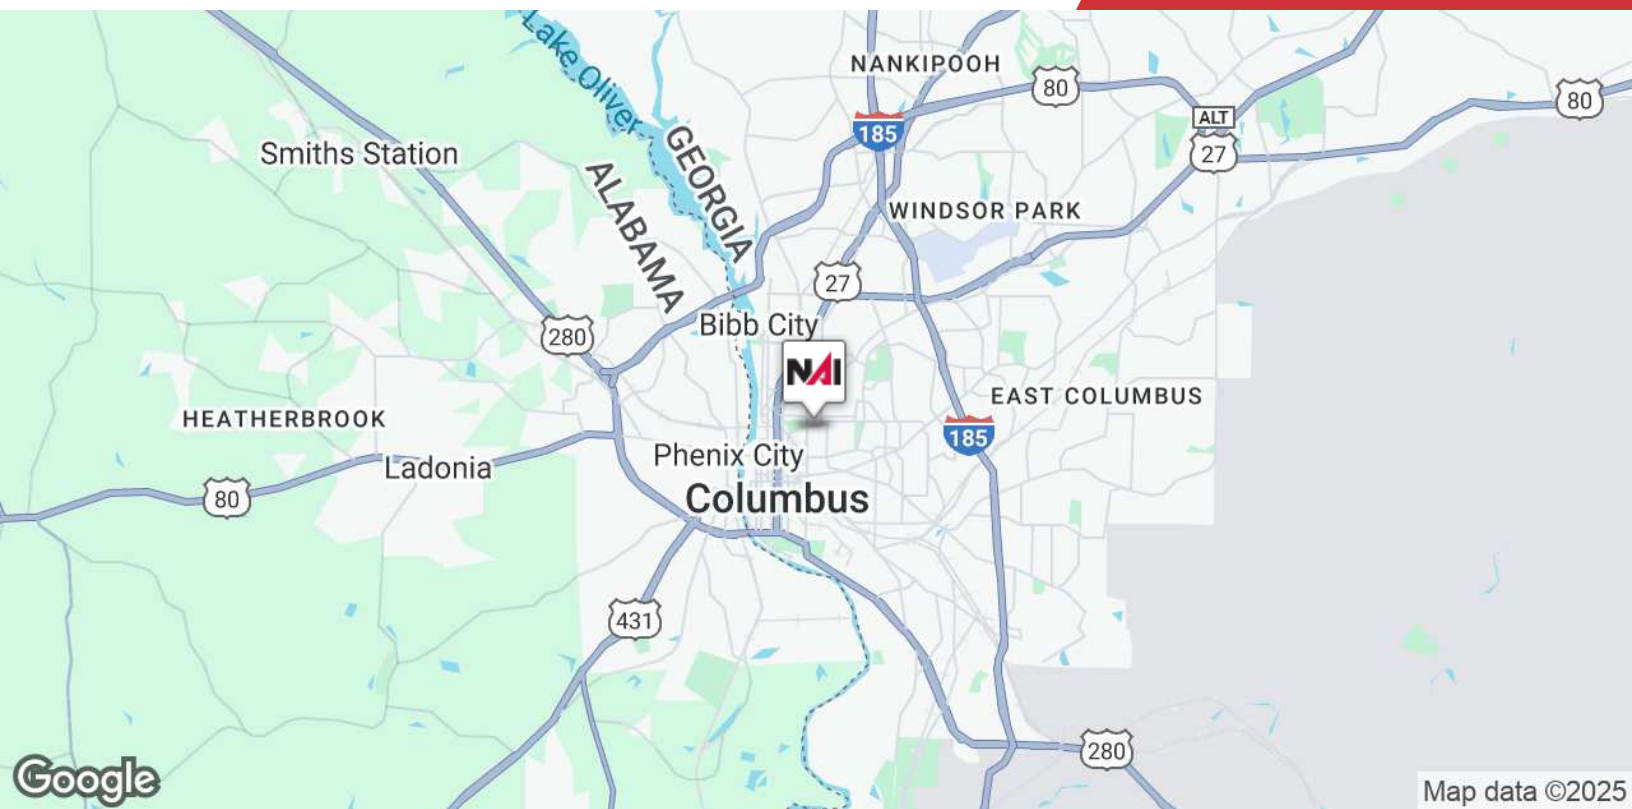 Lake Oliver
NANKIPOOH
80
80
ALT
27
185
Smiths Station
GEORGIA
ALABAMA
WINDSOR PARK
27
Bibb City
280
NAI
EAST COLUMBUS
HEATHERBROOK
185
Phenix City
Ladonia
80
Columbus
431
280
Google
Map data ©2025